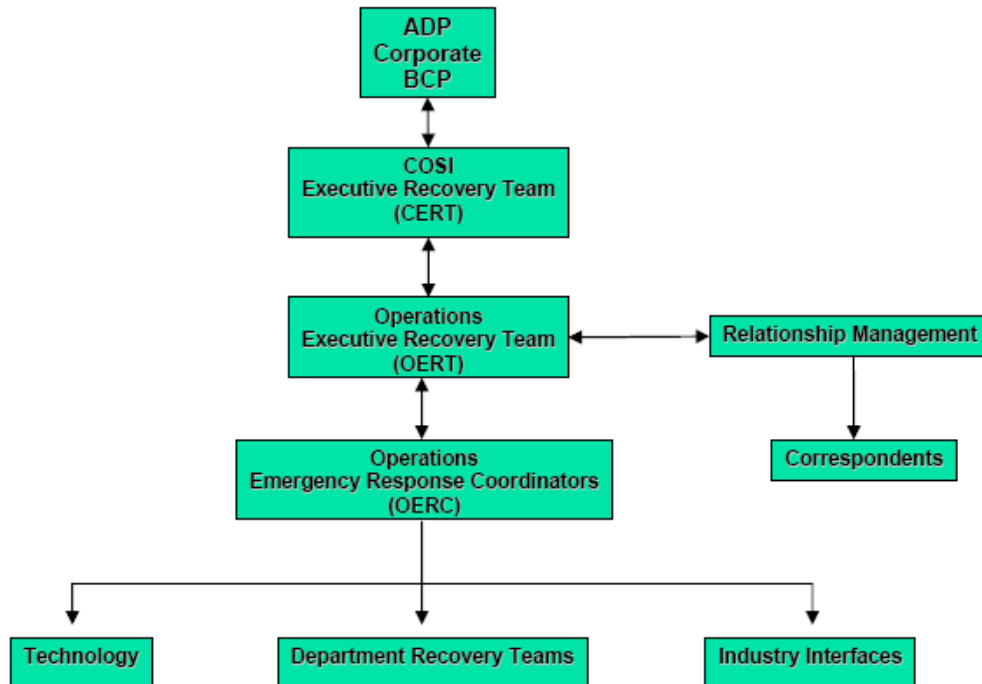 ADP
Corporate
BCP
COSI
Executive Recovery Team
(CERT)
Operations
Executive Recovery Team
(OERT)
Relationship Management
Operations
Emergency Response Coordinators
(OERC)
Correspondents
Technology
Department Recovery Teams
Industry Interfaces